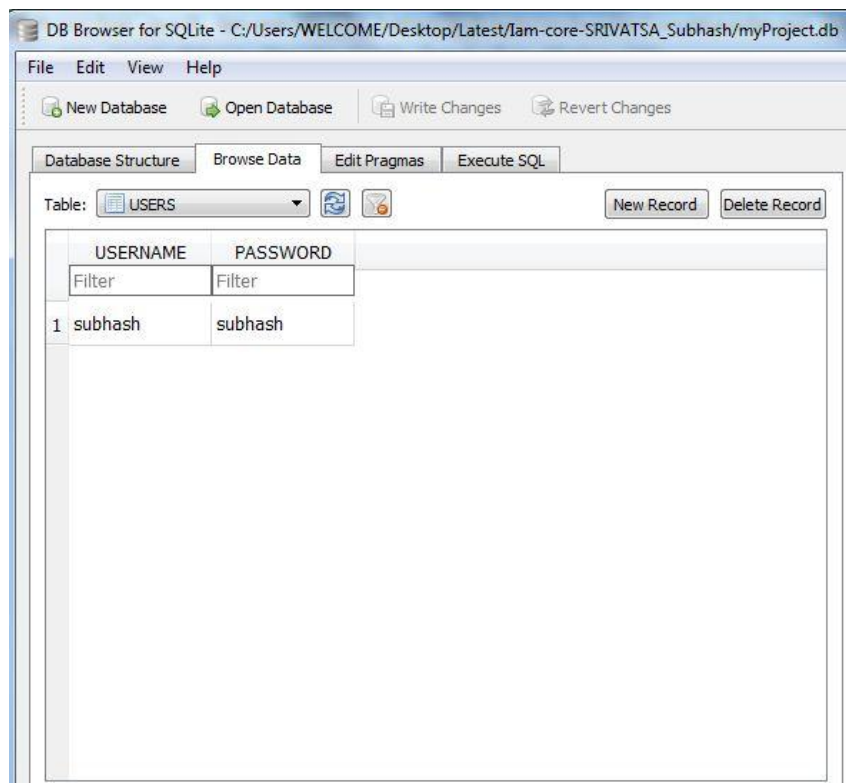 DB Browser for SQLite - C:/Users/WELCOME/Desktop/Latest/Iam-core-SRIVATSA_Subhash/myProject.db
File Edit View Help
New Database Open Database Write Changes Revert Changes
Database Structure Browse Data Edit Pragmas Execute SQL
Table: USERS New Record Delete Record
USERNAME PASSWORD
Filter Filter
1 subhash subhash